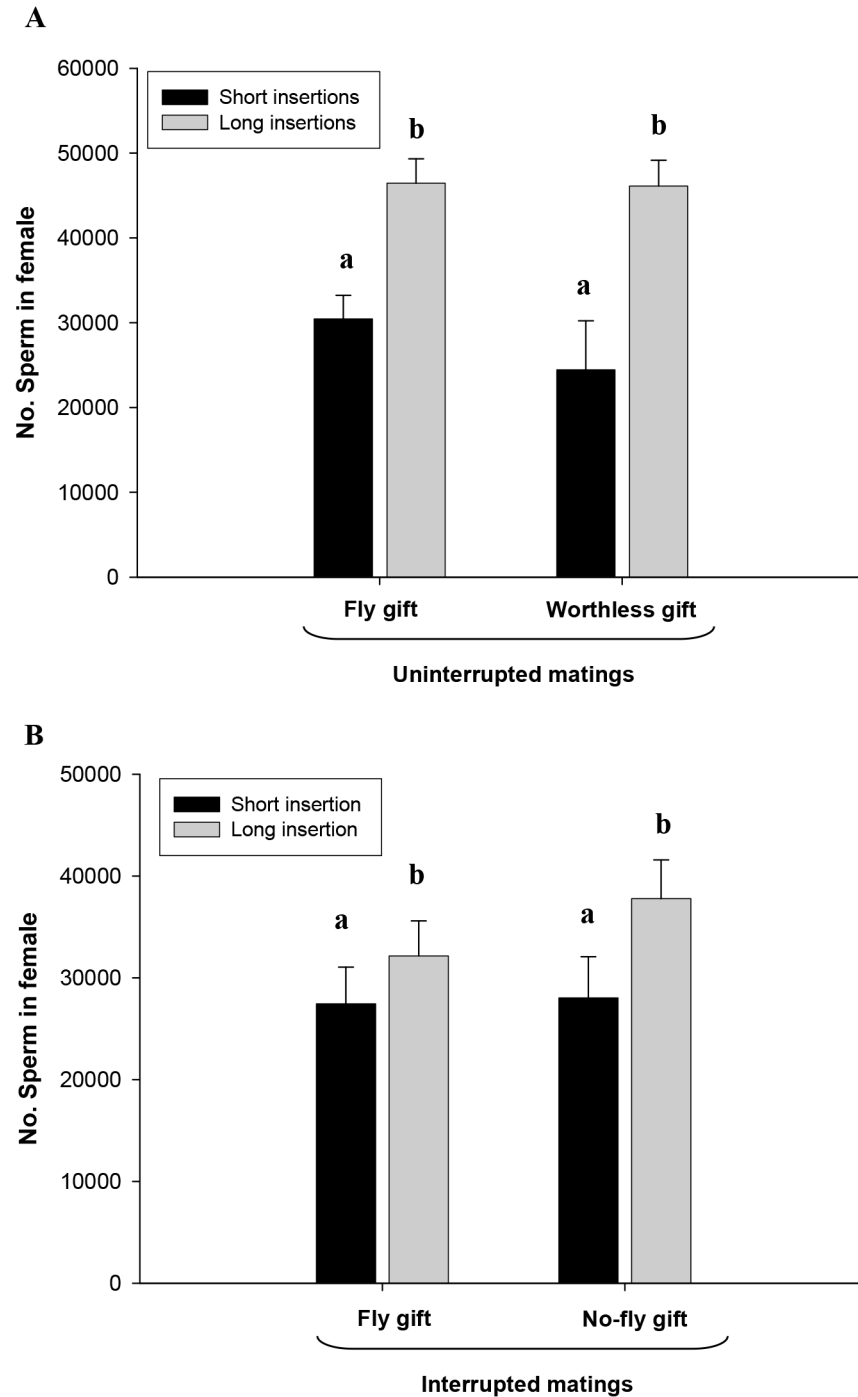 A
60000
50000
40000
30000
20000
10000
0
No. Sperm in female
Short insertions
Long insertions
a
b
a
b
Fly gift
Worthless gift
Uninterrupted matings
B
50000
40000
30000
20000
10000
0
No. Sperm in female
Short insertion
Long insertion
a
b
a
b
Fly gift
No-fly gift
Interrupted matings